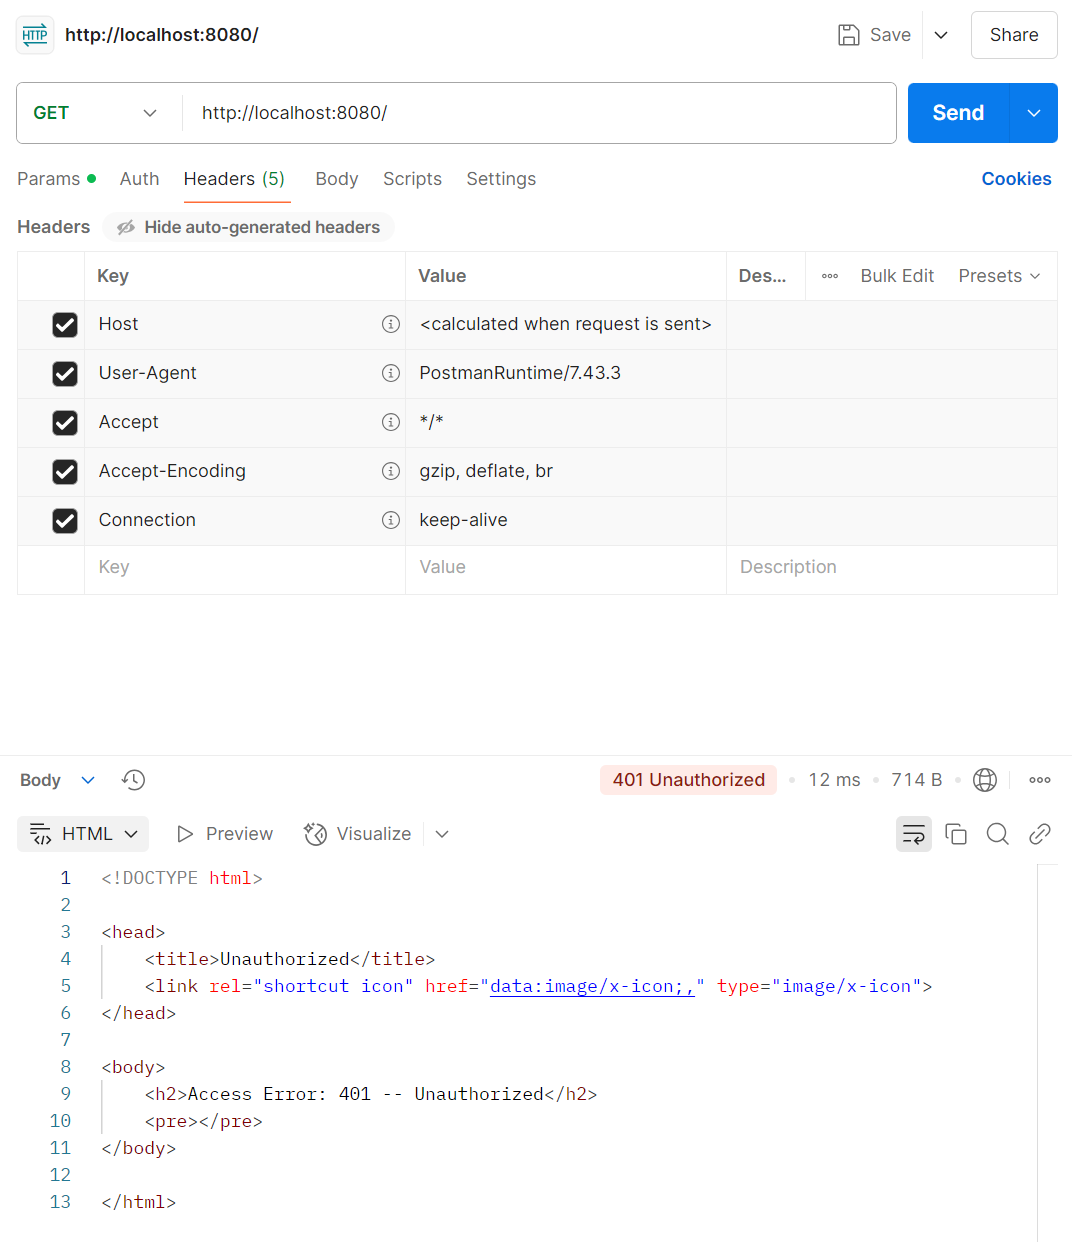 HTTP http://localhost:8080/ Save Share
GET http://localhost:8080/ Send
Params Auth Headers (5) Body Scripts Settings Cookies
Headers Hide auto-generated headers
Key Value Des... Bulk Edit Presets
Host <calculated when request is sent>
User-Agent PostmanRuntime/7.43.3
Accept */*
Accept-Encoding gzip, deflate, br
Connection keep-alive
Key Value Description
Body 401 Unauthorized 12 ms 714 B
HTML Preview Visualize
1 <!DOCTYPE html>
2
3 <head>
4 <title>Unauthorized</title>
5 <link rel="shortcut icon" href="data:image/x-icon;," type="image/x-icon">
6 </head>
7
8 <body>
9 <h2>Access Error: 401 -- Unauthorized</h2>
10 <pre></pre>
11 </body>
12
13 </html>